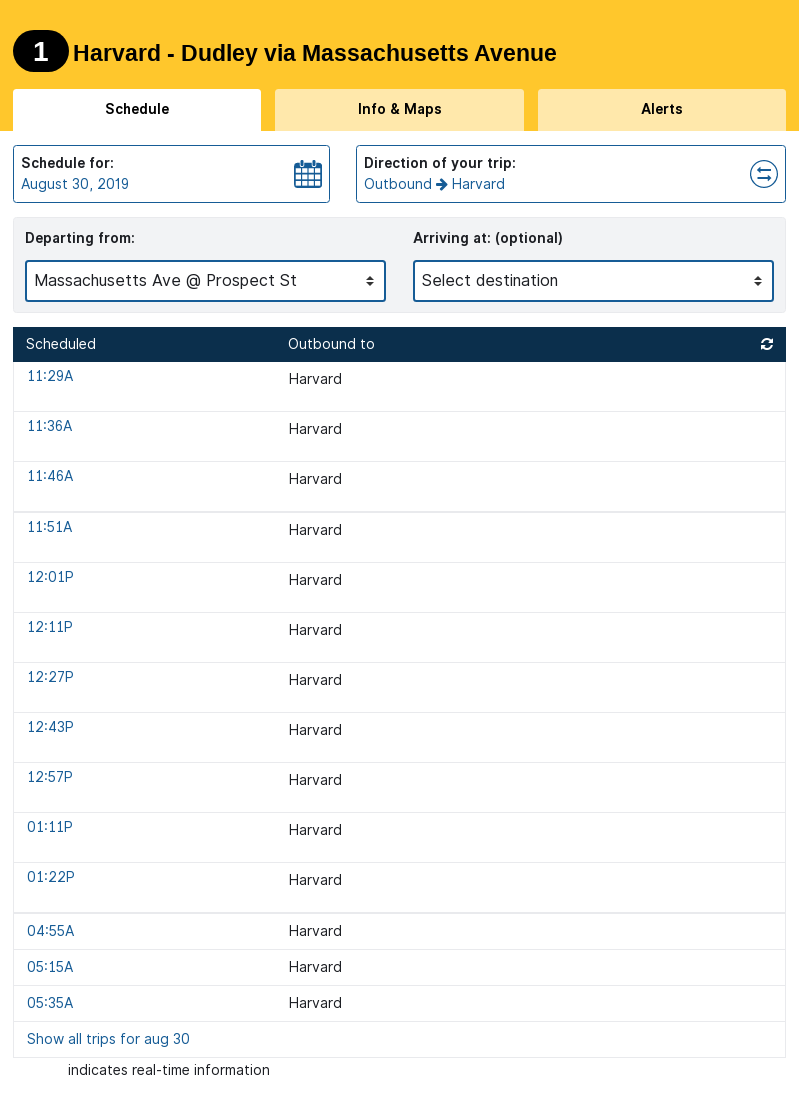 1 Harvard - Dudley via Massachusetts Avenue
Schedule Info & Maps Alerts
Schedule for:
August 30, 2019
Direction of your trip:
Outbound → Harvard
Departing from:
Massachusetts Ave @ Prospect St
Arriving at: (optional)
Select destination
Scheduled Outbound to
11:29A Harvard
11:36A Harvard
11:46A Harvard
11:51A Harvard
12:01P Harvard
12:11P Harvard
12:27P Harvard
12:43P Harvard
12:57P Harvard
01:11P Harvard
01:22P Harvard
04:55A Harvard
05:15A Harvard
05:35A Harvard
Show all trips for aug 30
indicates real-time information